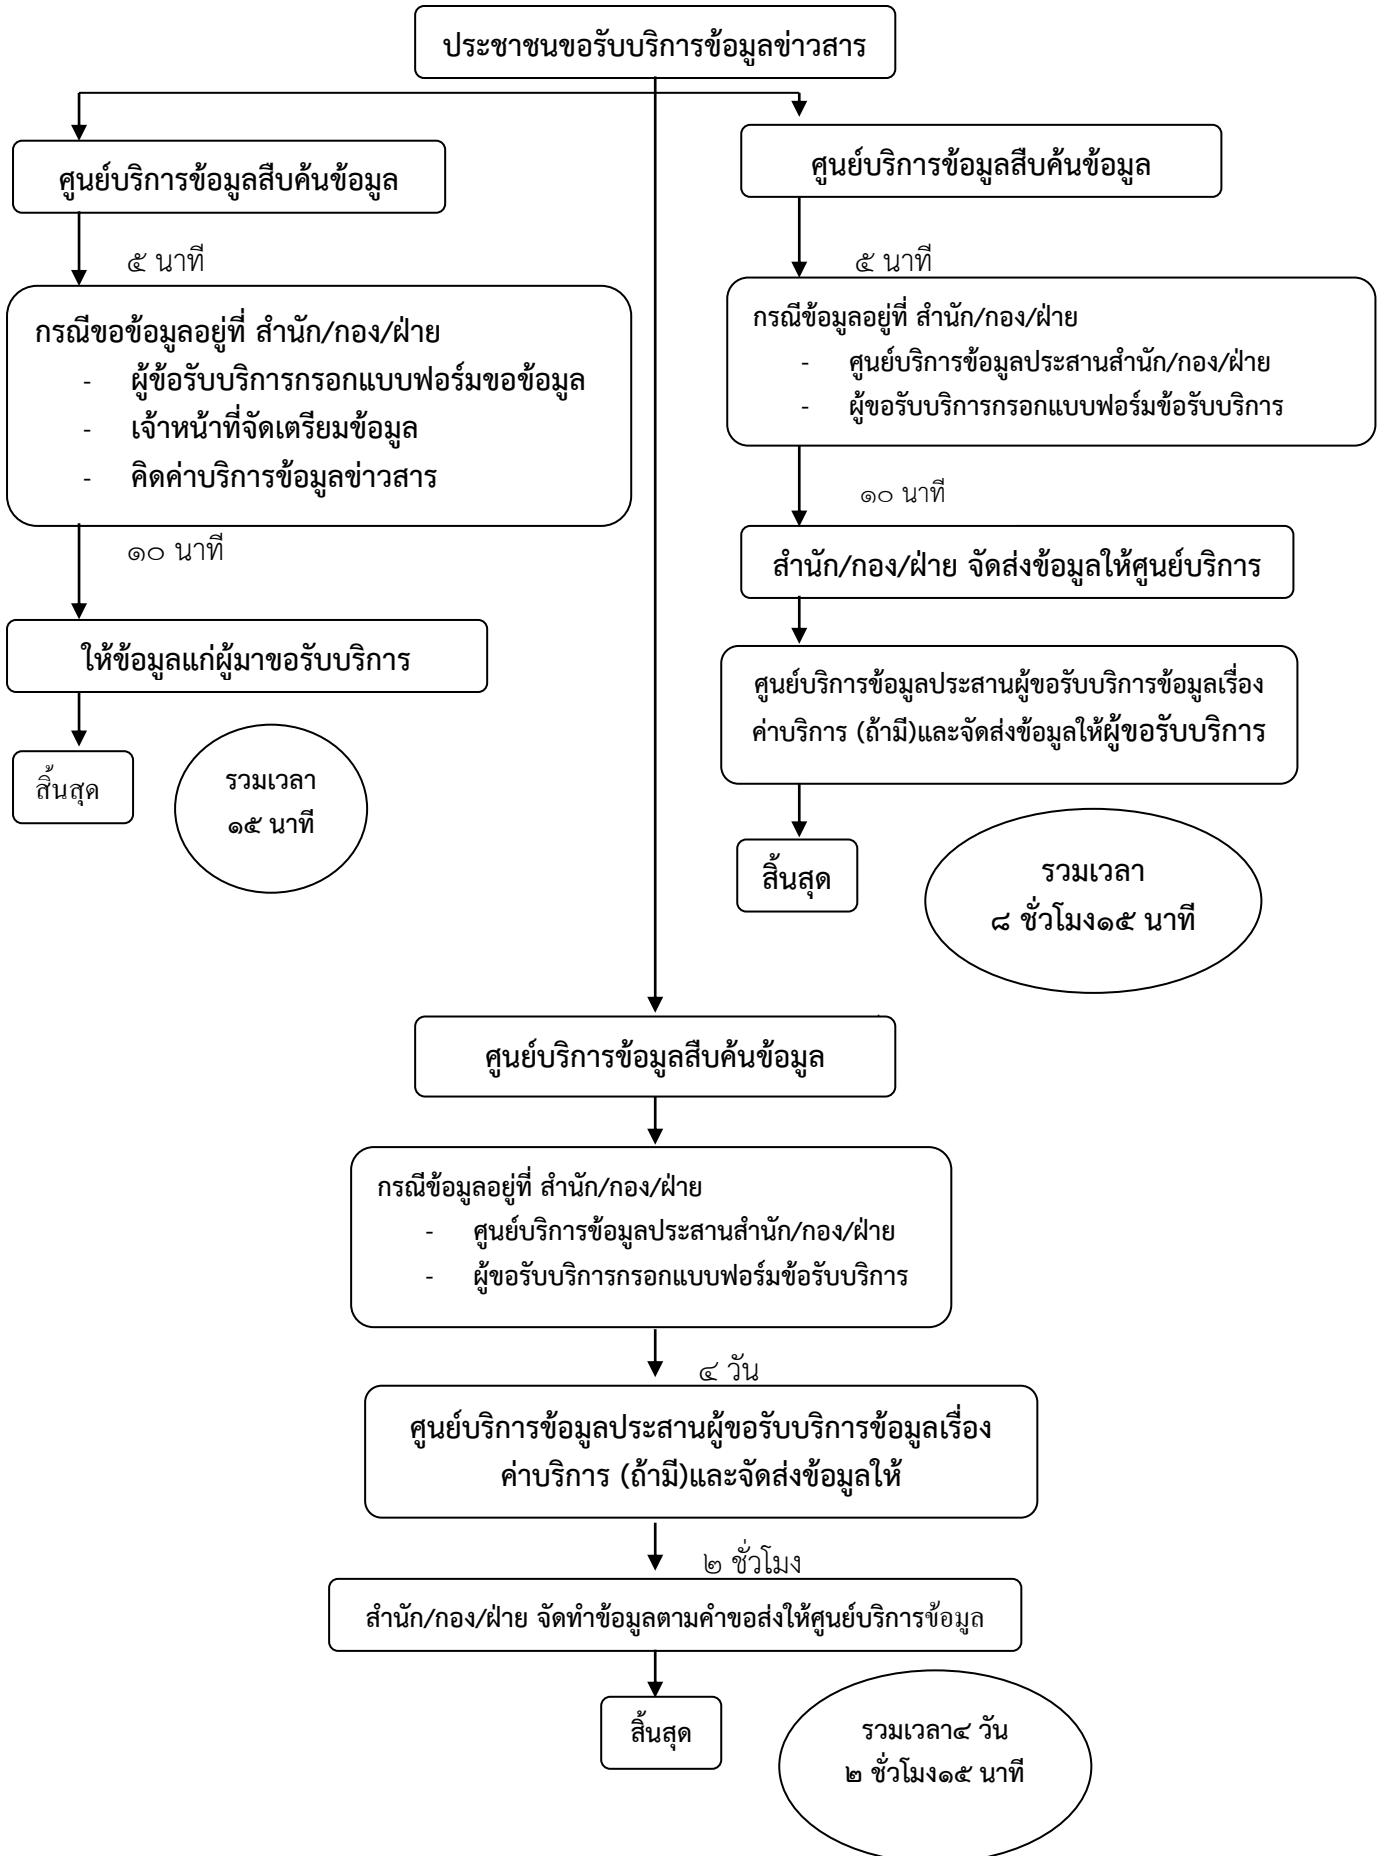 ประชาชนขอรับบริการข้อมูลข่าวสาร
ศูนย์บริการข้อมูลสืบค้นข้อมูล
๕ นาที
กรณีขอข้อมูลอยู่ที่ สำนัก/กอง/ฝ่าย
- ผู้ข้อรับบริการกรอกแบบฟอร์มขอข้อมูล
- เจ้าหน้าที่จัดเตรียมข้อมูล
- คิดค่าบริการข้อมูลข่าวสาร
๑๐ นาที
ให้ข้อมูลแก่ผู้มาขอรับบริการ
สิ้นสุด
รวมเวลา
๑๕ นาที
ศูนย์บริการข้อมูลสืบค้นข้อมูล
๕ นาที
กรณีข้อมูลอยู่ที่ สำนัก/กอง/ฝ่าย
- ศูนย์บริการข้อมูลประสานสำนัก/กอง/ฝ่าย
- ผู้ขอรับบริการกรอกแบบฟอร์มข้อรับบริการ
๑๐ นาที
สำนัก/กอง/ฝ่าย จัดส่งข้อมูลให้ศูนย์บริการ
ศูนย์บริการข้อมูลประสานผู้ขอรับบริการข้อมูลเรื่อง
ค่าบริการ (ถ้ามี)และจัดส่งข้อมูลให้ผู้ขอรับบริการ
สิ้นสุด
รวมเวลา
๘ ชั่วโมง๑๕ นาที
ศูนย์บริการข้อมูลสืบค้นข้อมูล
กรณีข้อมูลอยู่ที่ สำนัก/กอง/ฝ่าย
- ศูนย์บริการข้อมูลประสานสำนัก/กอง/ฝ่าย
- ผู้ขอรับบริการกรอกแบบฟอร์มข้อรับบริการ
๔ วัน
ศูนย์บริการข้อมูลประสานผู้ขอรับบริการข้อมูลเรื่อง
ค่าบริการ (ถ้ามี)และจัดส่งข้อมูลให้
๒ ชั่วโมง
สำนัก/กอง/ฝ่าย จัดทำข้อมูลตามคำขอส่งให้ศูนย์บริการข้อมูล
สิ้นสุด
รวมเวลา๔ วัน
๒ ชั่วโมง๑๕ นาที